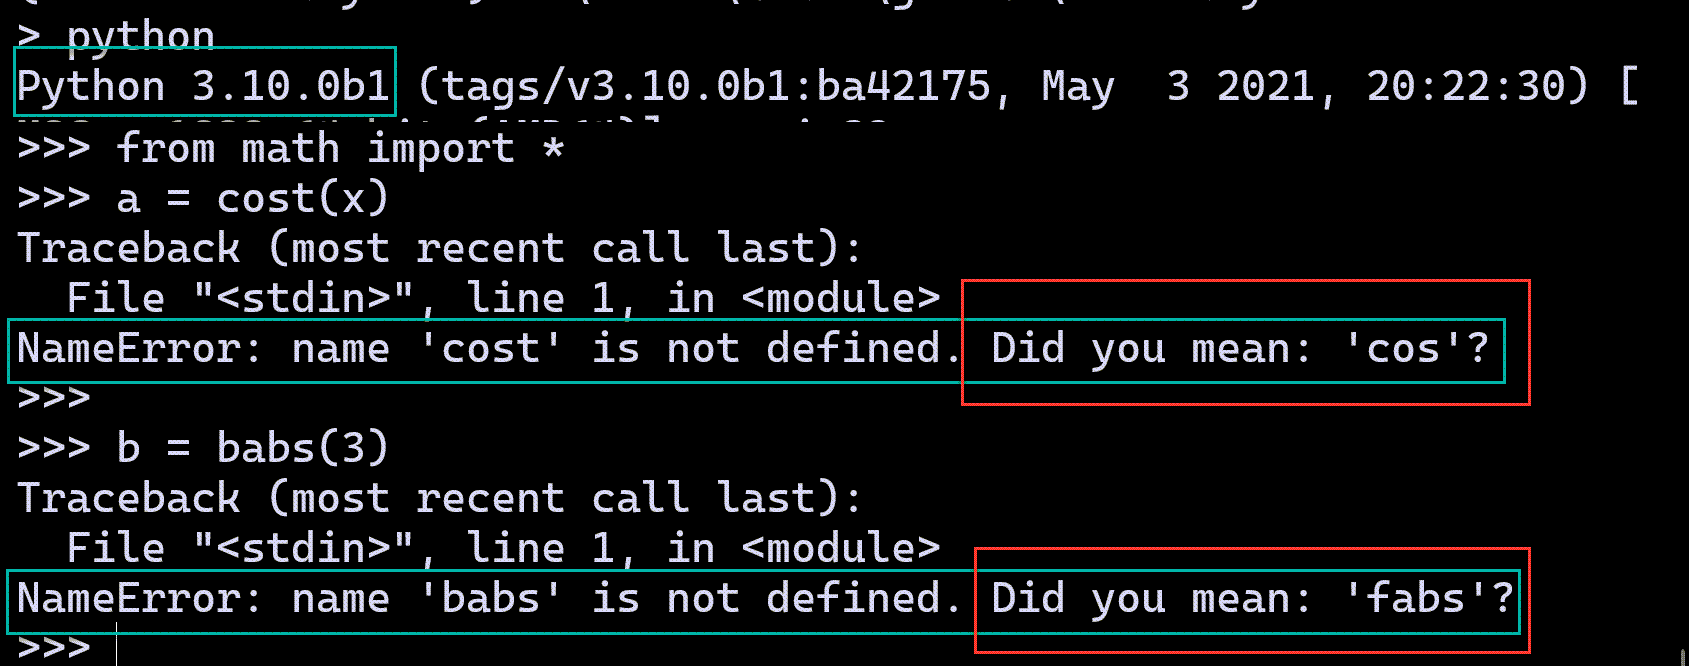 > python
Python 3.10.0b1 (tags/v3.10.0b1:ba42175, May  3 2021, 20:22:30) [
>>> from math import *
>>> a = cost(x)
Traceback (most recent call last):
  File "<stdin>", line 1, in <module>
NameError: name 'cost' is not defined. Did you mean: 'cos'?
>>>
>>> b = babs(3)
Traceback (most recent call last):
  File "<stdin>", line 1, in <module>
NameError: name 'babs' is not defined. Did you mean: 'fabs'?
>>>